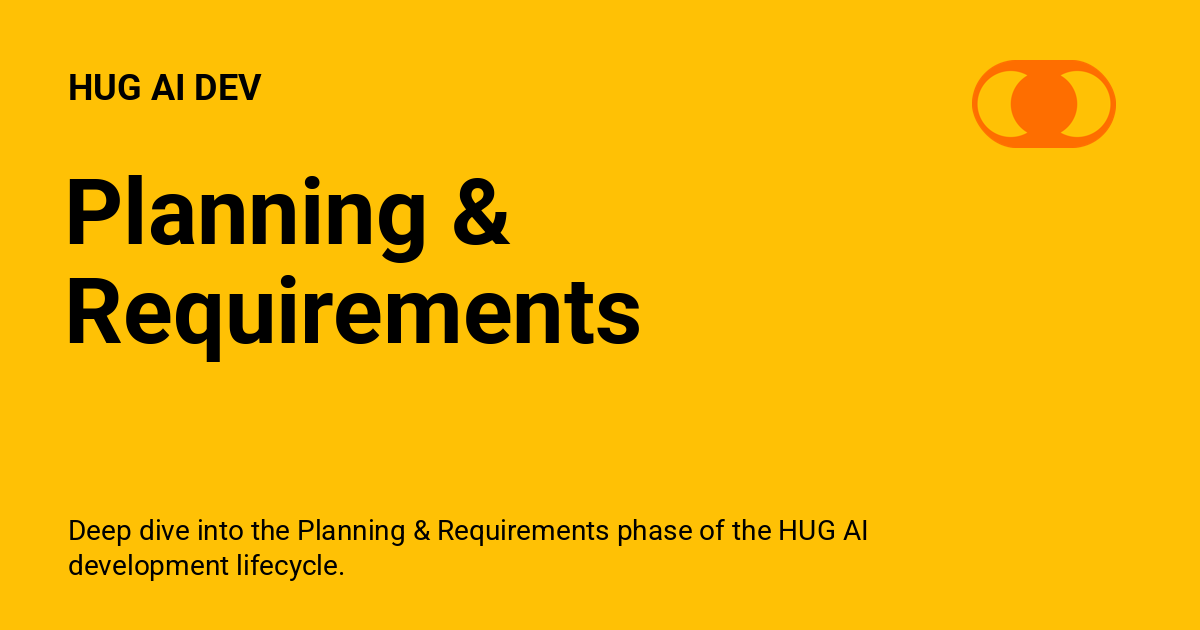 HUG AI DEV
Planning &
Requirements
Deep dive into the Planning & Requirements phase of the HUG AI
development lifecycle.